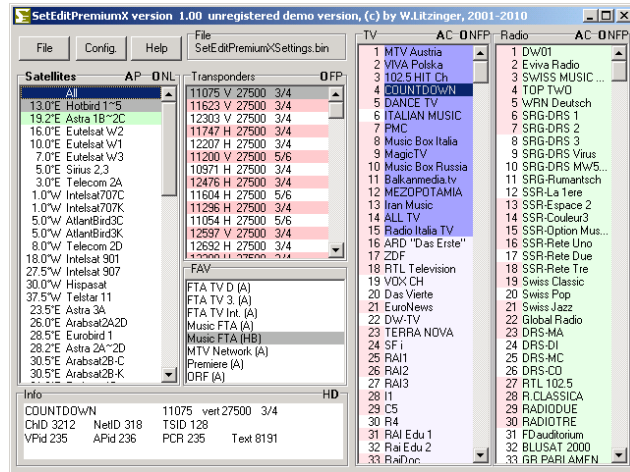 SetEditPremiumX version 1.00 unregistered demo version, (c) by W.Litzinger, 2001-2010
File
Config.
Help
File
SetEditPremiumXSettings.bin
Satellites AP ONL
All
13.0°E Hotbird 1~5
19.2°E Astra 1B~2C
16.0°E Eutelsat W2
10.0°E Eutelsat W1
7.0°E Eutelsat W3
5.0°E Sirius 2,3
3.0°E Telecom 2A
1.0°W Intelsat707C
1.0°W Intelsat707K
5.0°W AtlantBird3C
5.0°W AtlantBird3K
8.0°W Telecom 2D
18.0°W Intelsat 901
27.5°W Intelsat 907
30.0°W Hispasat
37.5°W Telstar 11
23.5°E Astra 3A
26.0°E Arabsat2A2D
28.5°E Eurobird 1
28.2°E Astra 2A~2D
30.5°E Arabsat2B-C
30.5°E Arabsat2B-K
Transponders OFP
11075 V 27500 3/4
11623 V 27500 3/4
12303 V 27500 3/4
11747 H 27500 3/4
12207 H 27500 3/4
11200 V 27500 5/6
10971 H 27500 3/4
12476 H 27500 3/4
11604 H 27500 5/6
11296 H 27500 3/4
11054 H 27500 5/6
12597 V 27500 3/4
12692 H 27500 3/4
FAV
FTA TV D (A)
FTA TV 3. (A)
FTA TV Int. (A)
Music FTA (A)
Music FTA (HB)
MTV Network (A)
Premiere (A)
ORF (A)
TV AC ONFP
1 MTV Austria
2 VIVA Polska
3 102.5 HIT Ch
4 COUNTDOWN
5 DANCE TV
6 ITALIAN MUSIC
7 PMC
8 Music Box Italia
9 MagicTV
10 Music Box Russia
11 Balkanmedia.tv
12 MEZOPOTAMIA
13 Iran Music
14 ALL TV
15 Radio Italia TV
16 ARD "Das Erste"
17 ZDF
18 RTL Television
19 VOX CH
20 Das Vierte
21 EuroNews
22 DW-TV
23 TERRA NOVA
24 SF i
25 RAI1
26 RAI2
27 RAI3
28 I1
29 C5
30 R4
31 RAI Edu 1
32 Rai Edu 2
33 RaiDoc
Radio AC ONFP
1 DW01
2 Eviva Radio
3 SWISS MUSIC ...
4 TOP TWO
5 WRN Deutsch
6 SRG-DRS 1
7 SRG-DRS 2
8 SRG-DRS 3
9 SRG-DRS Virus
10 SRG-DRS MW5...
11 SRG-Rumantsch
12 SSR-La 1ere
13 SSR-Espace 2
14 SSR-Couleur3
15 SSR-Option Mus...
16 SSR-Rete Uno
17 SSR-Rete Due
18 SSR-Rete Tre
19 Swiss Classic
20 Swiss Pop
21 Swiss Jazz
22 Global Radio
23 DRS-MA
24 DRS-DI
25 DRS-MC
26 DRS-CO
27 RTL 102.5
28 R.CLASSICA
29 RADIODUE
30 RADIOTRE
31 FDauditorium
32 BLUSAT 2000
33 GR PARLAMEN
Info HD
COUNTDOWN 11075 vert 27500 3/4
ChID 3212 NetID 318 TSID 128
VPid 235 APid 236 PCR 235 Text 8191